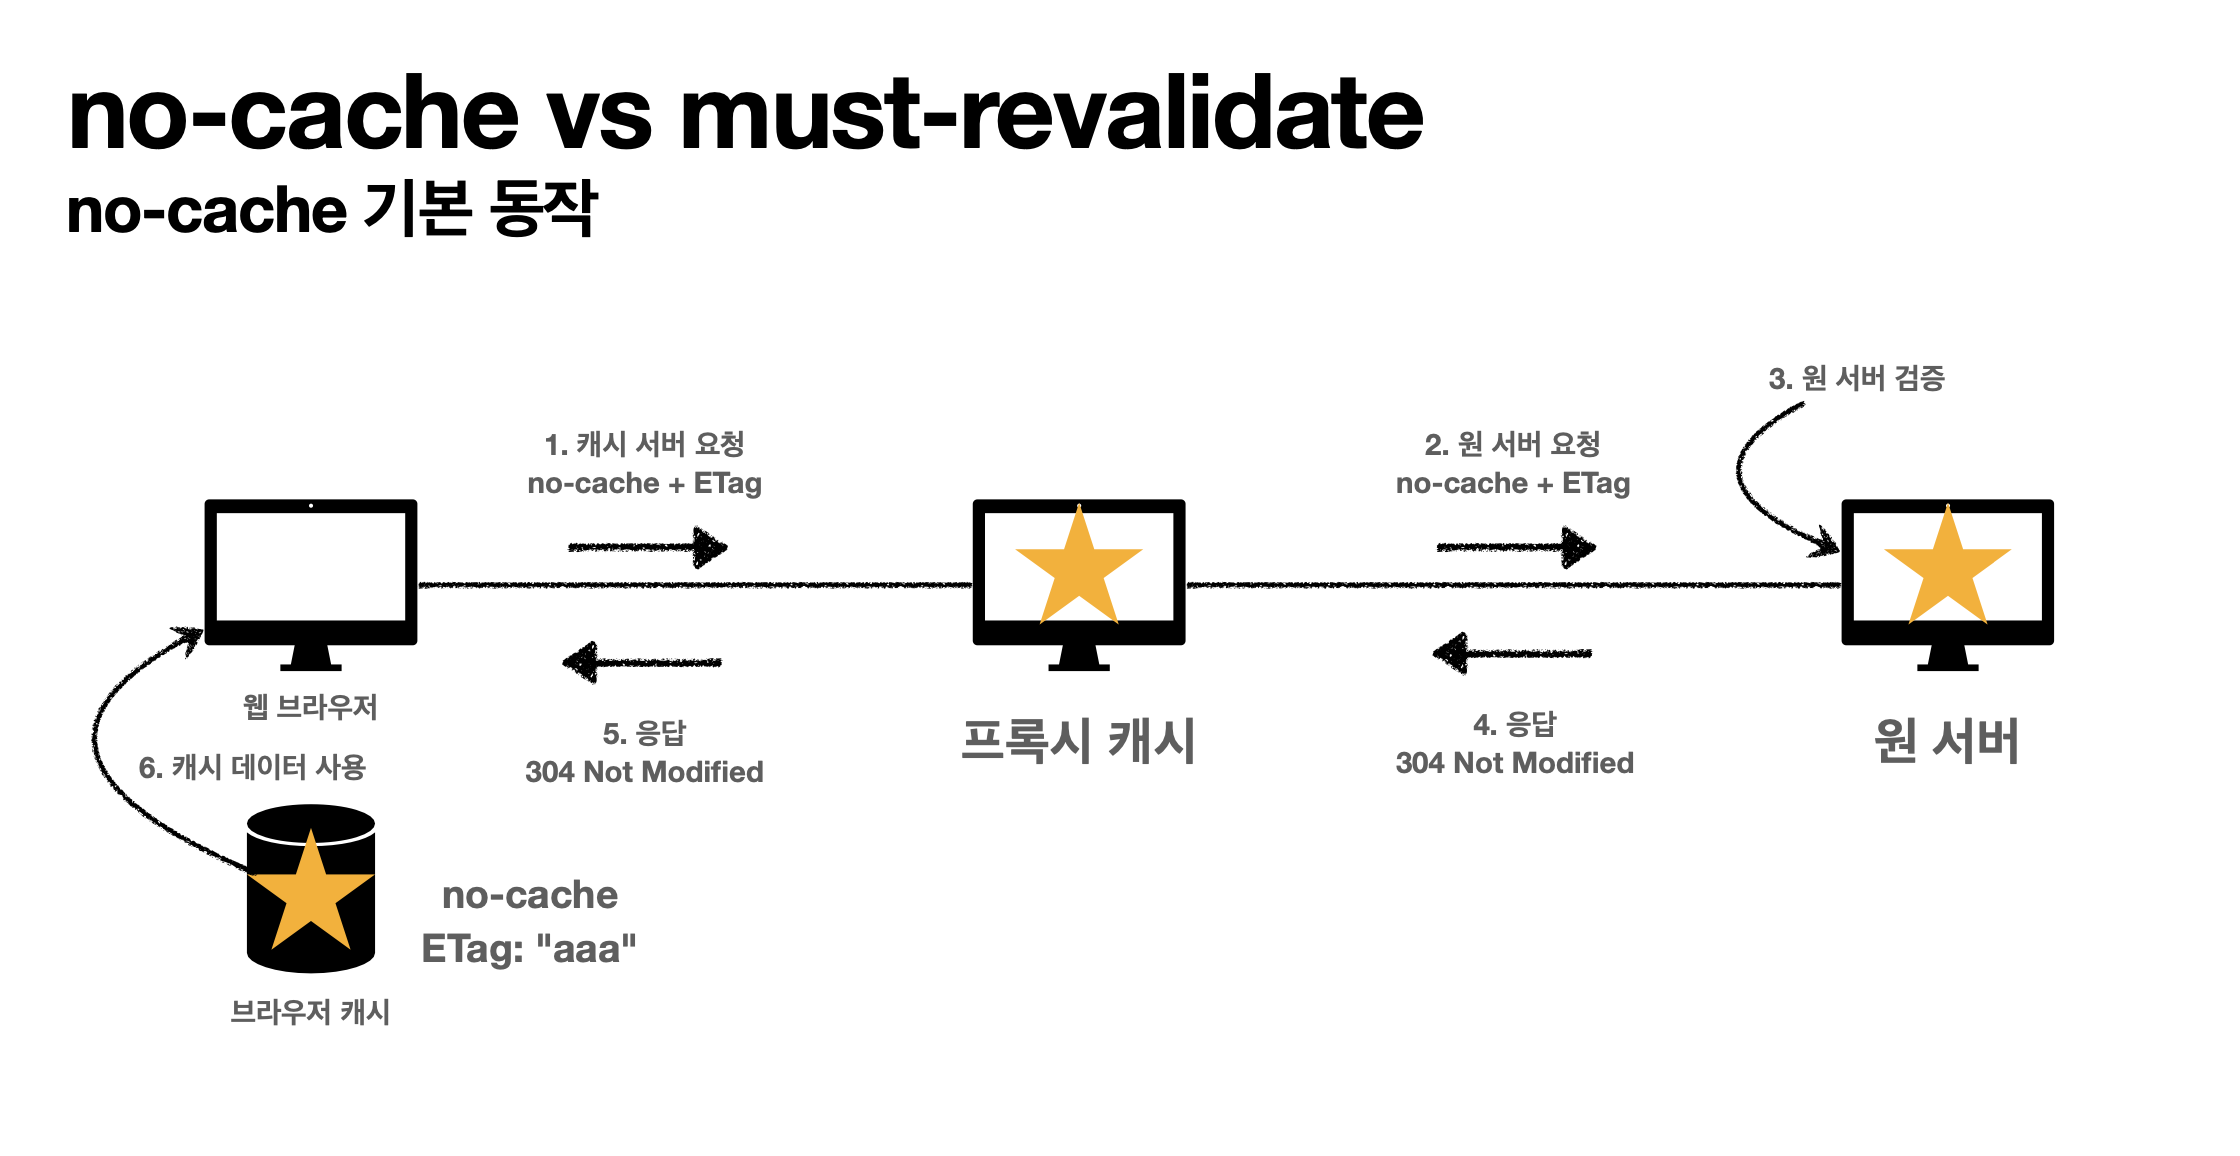 no-cache vs must-revalidate
no-cache 기본 동작
3. 원 서버 검증
1. 캐시 서버 요청
no-cache + ETag
2. 원 서버 요청
no-cache + ETag
웹 브라우저
프록시 캐시
원 서버
5. 응답
304 Not Modified
4. 응답
304 Not Modified
6. 캐시 데이터 사용
no-cache
ETag: "aaa"
브라우저 캐시